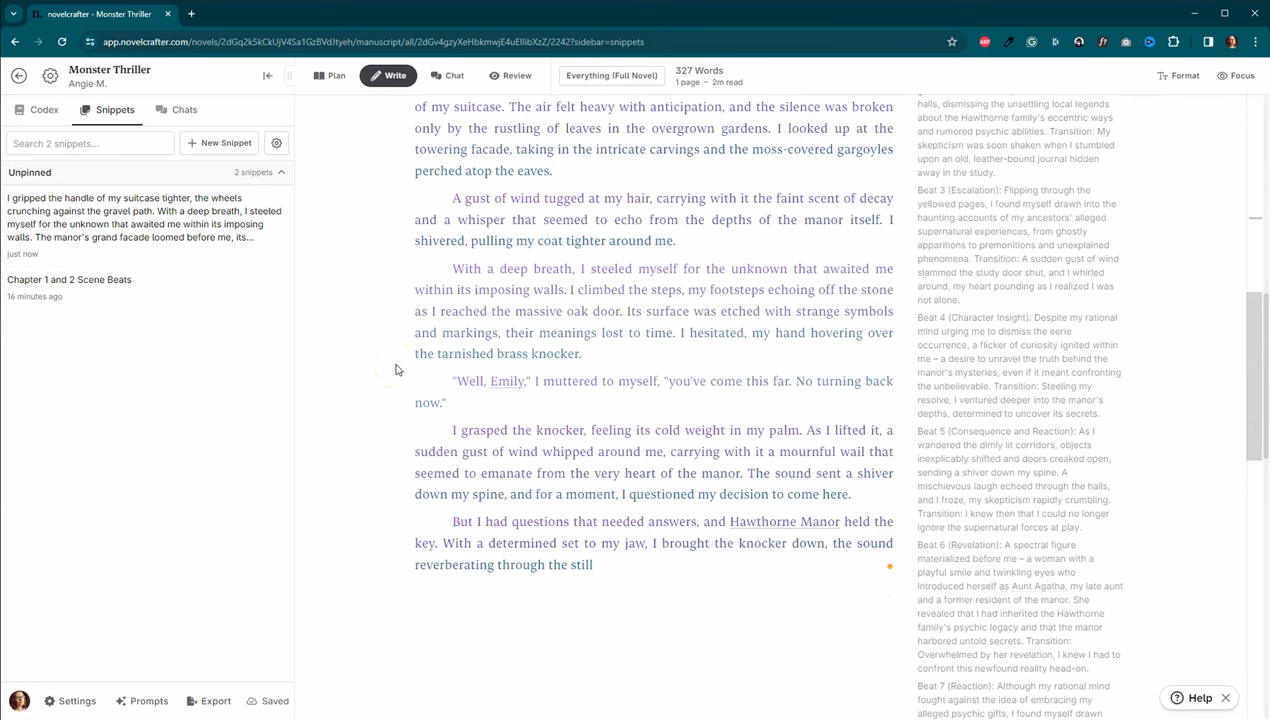 novelcrafter - Monster Thriller
app.novelcrafter.com/novels/2dGq2k5kCkUjV4Sa1GzBVdJtyeh/manuscript/all/2dGv4gzyXeHbkmwjE4uEIlibXzZ/2242?sidebar=snippets
Monster Thriller
Angie M.
Plan
Write
Chat
Review
Everything (Full Novel)
327 Words
1 page - 2m read
Format
Focus
Codex
Snippets
Chats
Search 2 snippets...
+ New Snippet
Unpinned
2 snippets
I gripped the handle of my suitcase tighter, the wheels
crunching against the gravel path. With a deep breath, I steeled
myself for the unknown that awaited me within its imposing
walls. The manor's grand facade loomed before me, its...
just now
Chapter 1 and 2 Scene Beats
16 minutes ago
of my suitcase. The air felt heavy with anticipation, and the silence was broken
only by the rustling of leaves in the overgrown gardens. I looked up at the
towering facade, taking in the intricate carvings and the moss-covered gargoyles
perched atop the eaves.
A gust of wind tugged at my hair, carrying with it the faint scent of decay
and a whisper that seemed to echo from the depths of the manor itself. I
shivered, pulling my coat tighter around me.
With a deep breath, I steeled myself for the unknown that awaited me
within its imposing walls. I climbed the steps, my footsteps echoing off the stone
as I reached the massive oak door. Its surface was etched with strange symbols
and markings, their meanings lost to time. I hesitated, my hand hovering over
the tarnished brass knocker.
"Well, Emily," I muttered to myself, "you've come this far. No turning back
now."
I grasped the knocker, feeling its cold weight in my palm. As I lifted it, a
sudden gust of wind whipped around me, carrying with it a mournful wail that
seemed to emanate from the very heart of the manor. The sound sent a shiver
down my spine, and for a moment, I questioned my decision to come here.
But I had questions that needed answers, and Hawthorne Manor held the
key. With a determined set to my jaw, I brought the knocker down, the sound
reverberating through the still
halls, dismissing the unsettling local legends
about the Hawthorne family's eccentric ways
and rumored psychic abilities. Transition: My
skepticism was soon shaken when I stumbled
upon an old, leather-bound journal hidden
away in the study.
Beat 3 (Escalation): Flipping through the
yellowed pages, I found myself drawn into the
haunting accounts of my ancestors' alleged
supernatural experiences, from ghostly
apparitions to premonitions and unexplained
phenomena. Transition: A sudden gust of wind
slammed the study door shut, and I whirled
around, my heart pounding as I realized I was
not alone.
Beat 4 (Character Insight): Despite my rational
mind urging me to dismiss the eerie
occurrence, a flicker of curiosity ignited within
me – a desire to unravel the truth behind the
manor's mysteries, even if it meant confronting
the unbelievable. Transition: Steeling my
resolve, I ventured deeper into the manor's
depths, determined to uncover its secrets.
Beat 5 (Consequence and Reaction): As I
wandered the dimly lit corridors, objects
inexplicably shifted and doors creaked open,
sending a shiver down my spine. A
mischievous laugh echoed through the halls,
and I froze, my skepticism rapidly crumbling.
Transition: I knew then that I could no longer
ignore the supernatural forces at play.
Beat 6 (Revelation): A spectral figure
materialized before me – a woman with a
playful smile and twinkling eyes who
introduced herself as Aunt Agatha, my late aunt
and a former resident of the manor. She
revealed that I had inherited the Hawthorne
family's psychic legacy and that the manor
harbored untold secrets. Transition:
Overwhelmed by her revelation, I knew I had to
confront this newfound reality head-on.
Beat 7 (Reaction): Although my rational mind
fought against the idea of embracing my
alleged psychic gifts, I found myself drawn
Settings
Prompts
Export
Saved
Help